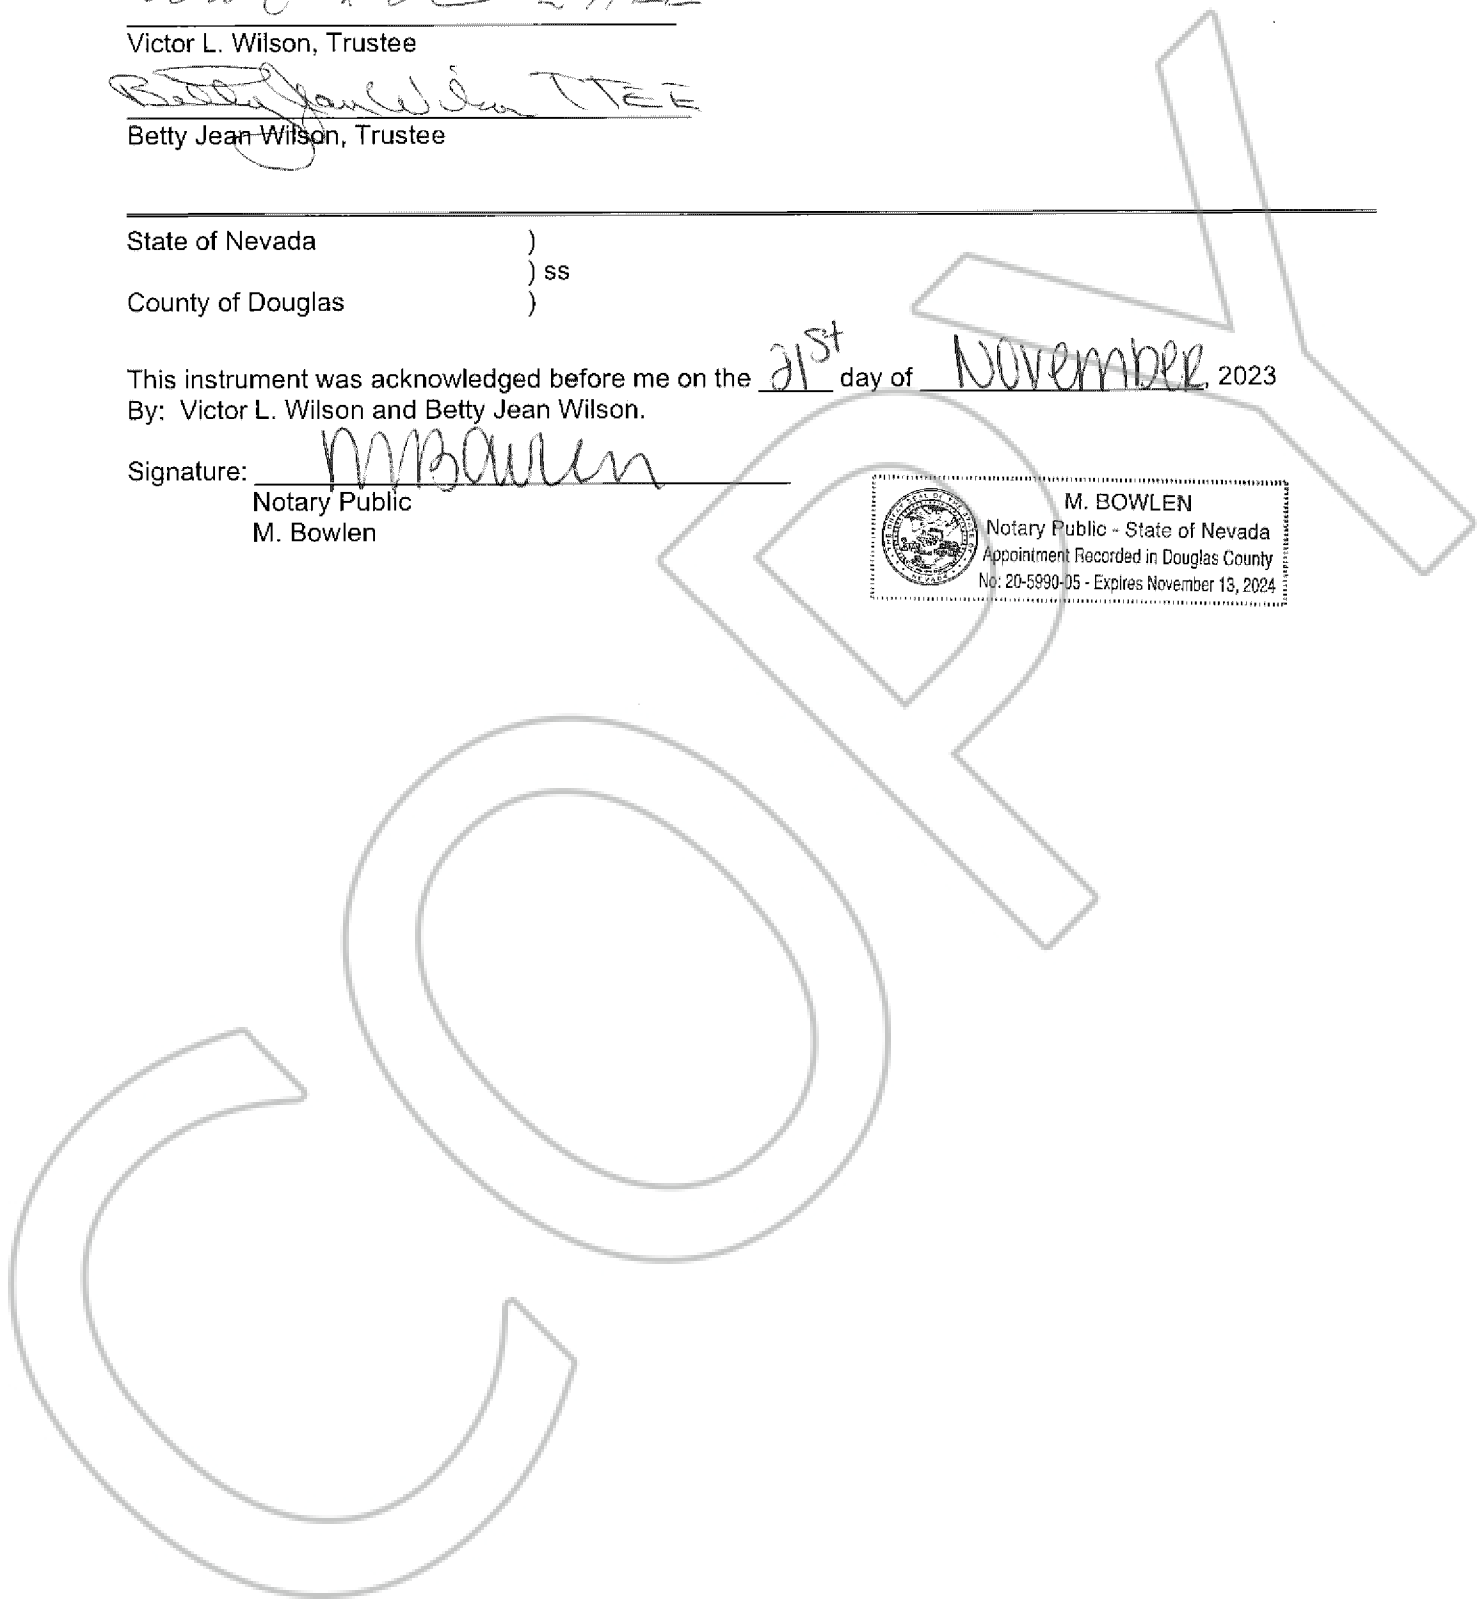 Victor L. Wilson, Trustee
Betty Jean Wilson TTEE
Betty Jean Wilson, Trustee
State of Nevada )
) ss
County of Douglas )
This instrument was acknowledged before me on the 21st day of November, 2023
By: Victor L. Wilson and Betty Jean Wilson.
Signature: MBowlen
Notary Public
M. Bowlen
M. BOWLEN
Notary Public - State of Nevada
Appointment Recorded in Douglas County
No: 20-5990-05 - Expires November 13, 2024
COPY